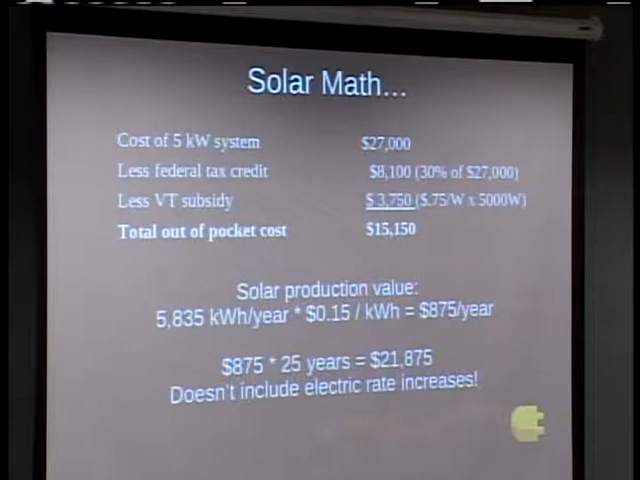 Solar Math...
Cost of 5 kW system $27,000
Less federal tax credit $8,100 (30% of $27,000)
Less VT subsidy $ 3,750 ($.75/W x 5000W)
Total out of pocket cost $15,150
Solar production value:
5,835 kWh/year * $0.15 / kWh = $875/year
$875 * 25 years = $21,875
Doesn't include electric rate increases!